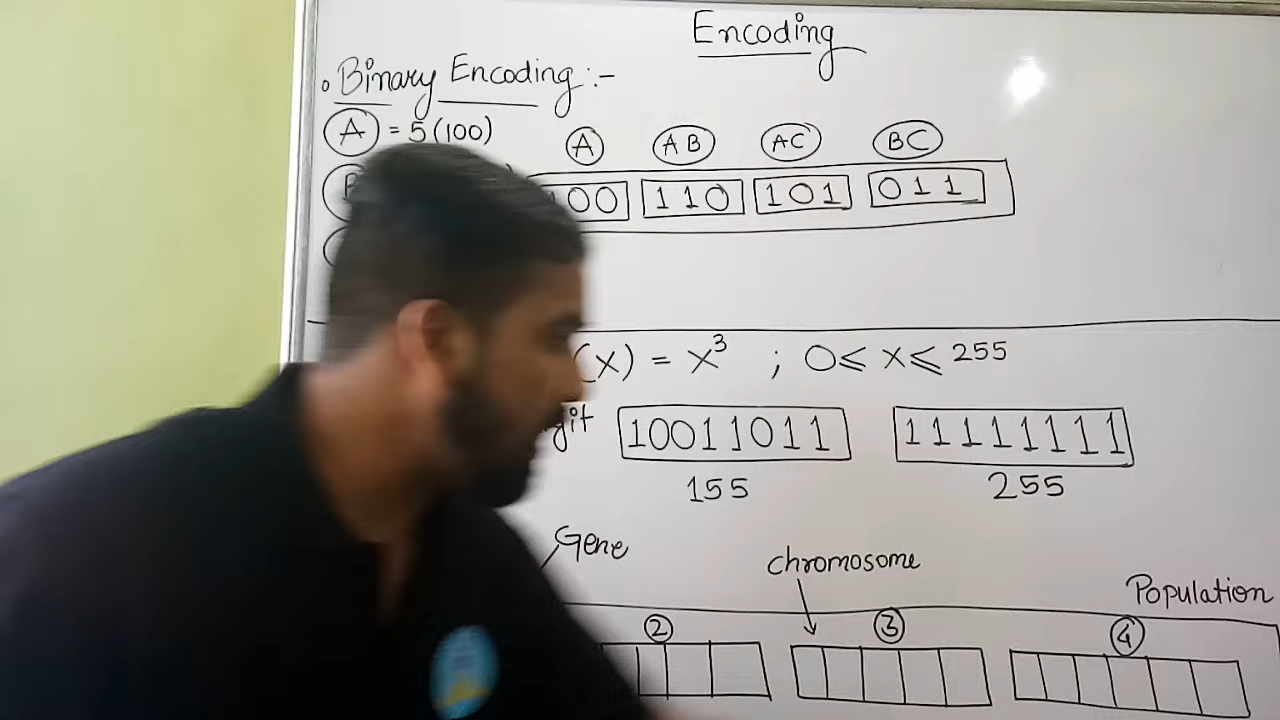 Encoding
Binary Encoding :-
A = 5 (100)
A AB AC BC
100 110 101 011
(x) = x³ ; 0 ≤ x ≤ 255
10011011 11111111
155 255
Gene
chromosome
Population
2 3 4